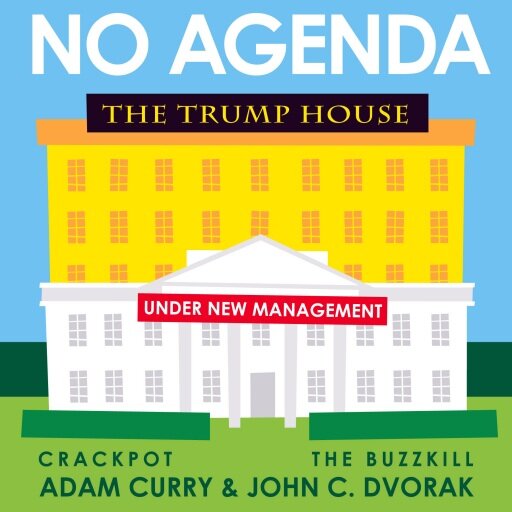 NO AGENDA
THE TRUMP HOUSE
UNDER NEW MANAGEMENT
CRACKPOT THE BUZZKILL
ADAM CURRY & JOHN C. DVORAK